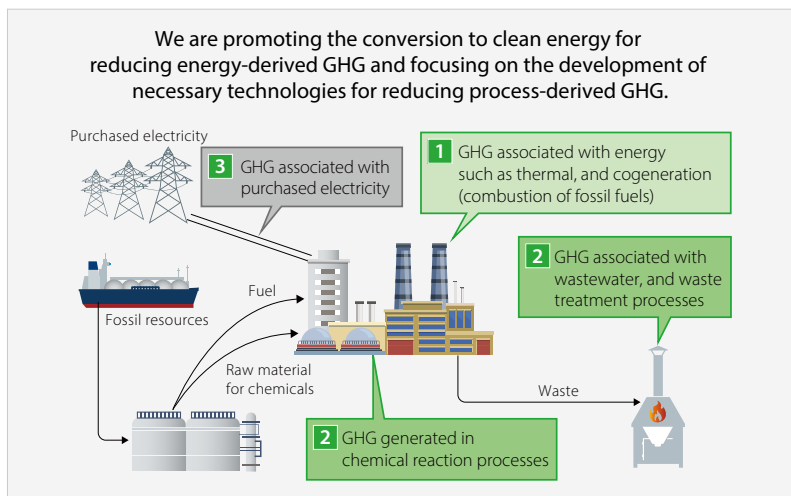 We are promoting the conversion to clean energy for
reducing energy-derived GHG and focusing on the development of
necessary technologies for reducing process-derived GHG.
Purchased electricity
3 GHG associated with
purchased electricity
1 GHG associated with energy
such as thermal, and cogeneration
(combustion of fossil fuels)
2 GHG associated with
wastewater, and waste
treatment processes
Fossil resources
Fuel
Raw material
for chemicals
Waste
2 GHG generated in
chemical reaction processes